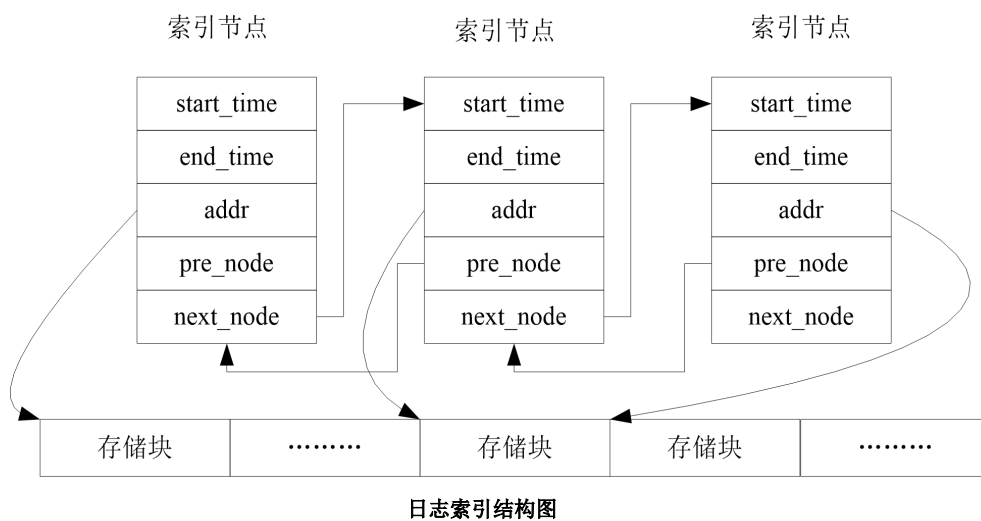 索引节点 索引节点 索引节点
start_time start_time start_time
end_time end_time end_time
addr addr addr
pre_node pre_node pre_node
next_node next_node next_node
存储块 ……… 存储块 存储块 ………
日志索引结构图